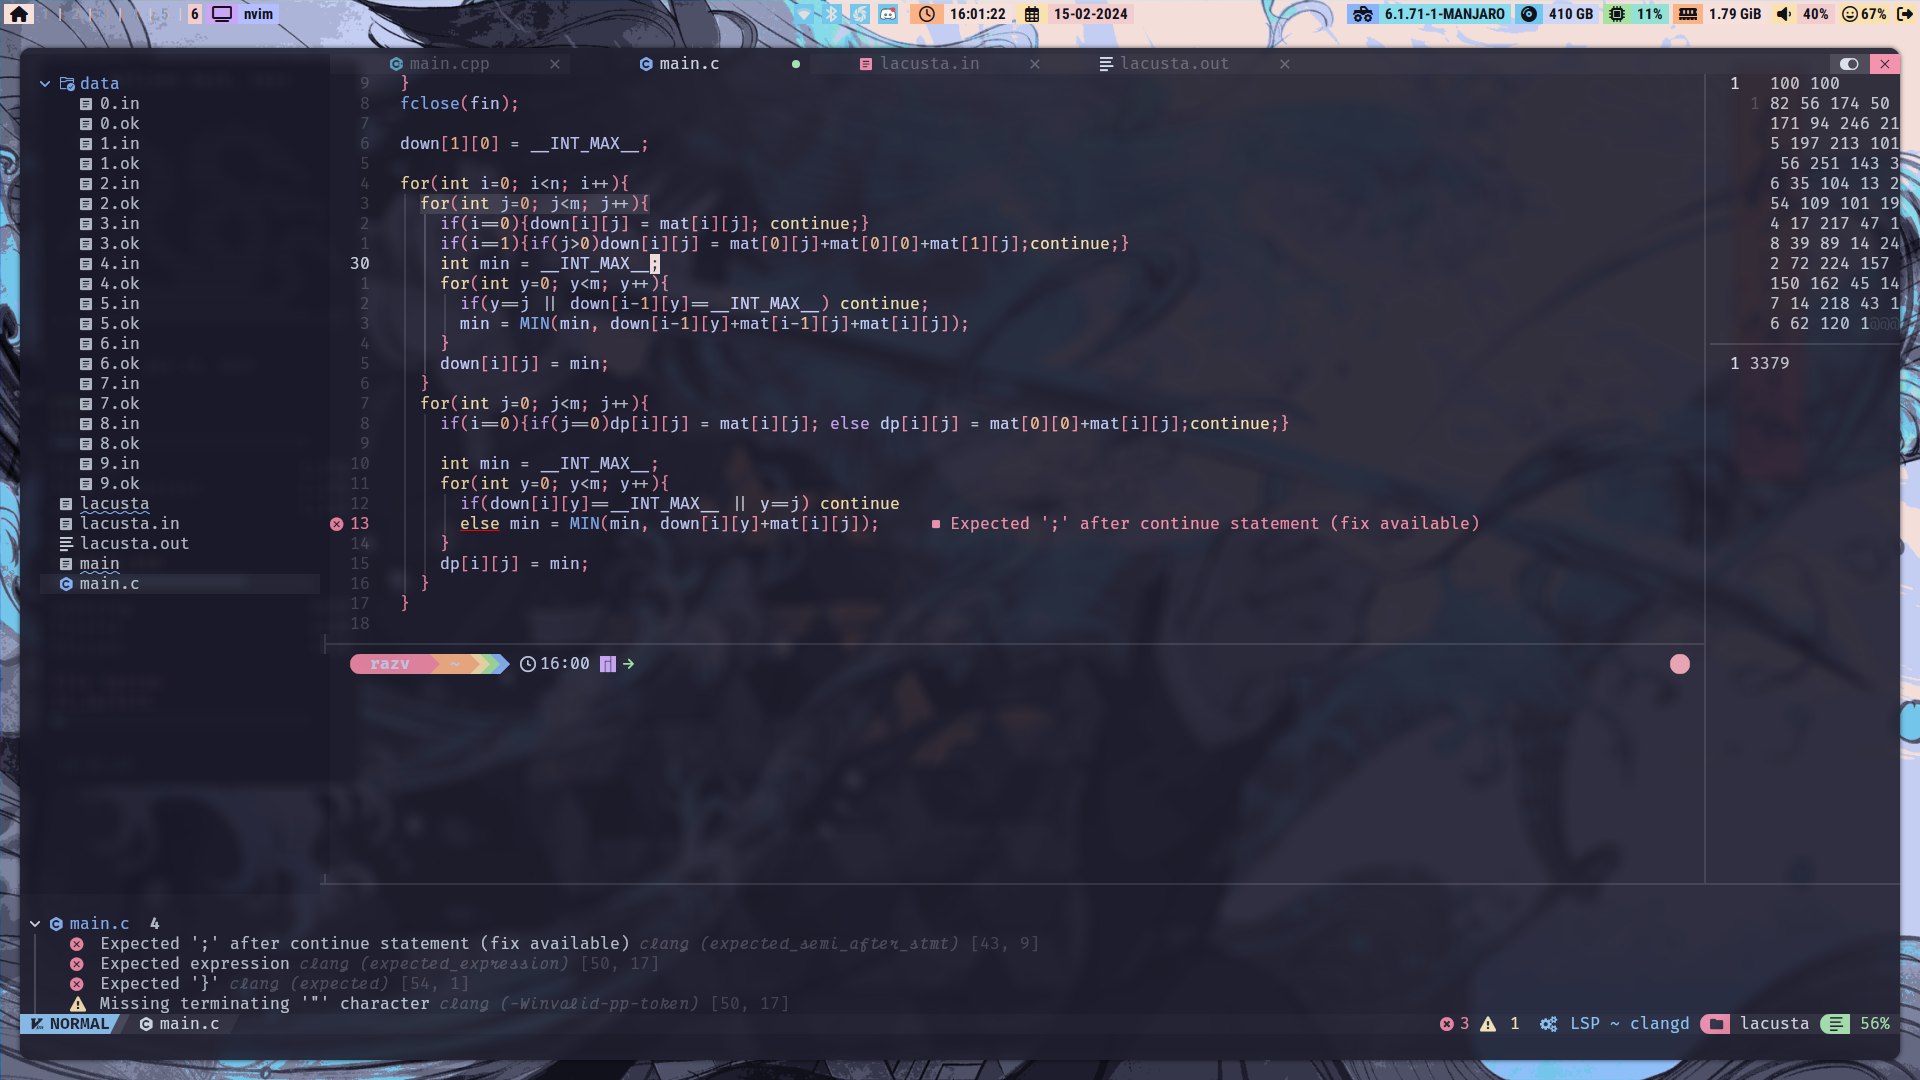 1 | 2 | 3 | 4 | 5 | 6 nvim
16:01:22 15-02-2024
6.1.71-1-MANJARO 410 GB 11% 1.79 GiB 40% 67%
main.cpp × main.c ● lacusta.in × lacusta.out ×
data
0.in
0.ok
1.in
1.ok
2.in
2.ok
3.in
3.ok
4.in
4.ok
5.in
5.ok
6.in
6.ok
7.in
7.ok
8.in
8.ok
9.in
9.ok
lacusta
lacusta.in
lacusta.out
main
main.c
9 }
8 fclose(fin);
7
6 down[1][0] = __INT_MAX__;
5
4 for(int i=0; i<n; i++){
3 for(int j=0; j<m; j++){
2 if(i==0){down[i][j] = mat[i][j]; continue;}
1 if(i==1){if(j>0)down[i][j] = mat[0][j]+mat[0][0]+mat[1][j];continue;}
30 int min = __INT_MAX__;
1 for(int y=0; y<m; y++){
2 if(y==j || down[i-1][y]==__INT_MAX__) continue;
3 min = MIN(min, down[i-1][y]+mat[i-1][j]+mat[i][j]);
4 }
5 down[i][j] = min;
6 }
7 for(int j=0; j<m; j++){
8 if(i==0){if(j==0)dp[i][j] = mat[i][j]; else dp[i][j] = mat[0][0]+mat[i][j];continue;}
9
10 int min = __INT_MAX__;
11 for(int y=0; y<m; y++){
12 if(down[i][y]==__INT_MAX__ || y==j) continue
13 else min = MIN(min, down[i][y]+mat[i][j]); ■ Expected ';' after continue statement (fix available)
14 }
15 dp[i][j] = min;
16 }
17 }
18
1 100 100
1 82 56 174 50
171 94 246 21
5 197 213 101
56 251 143 3
6 35 104 13 2
54 109 101 19
4 17 217 47 1
8 39 89 14 24
2 72 224 157
150 162 45 14
7 14 218 43 1
6 62 120 1@@@
1 3379
razv ~ 16:00 →
main.c 4
Expected ';' after continue statement (fix available) clang (expected_semi_after_stmt) [43, 9]
Expected expression clang (expected_expression) [50, 17]
Expected '}' clang (expected) [54, 1]
Missing terminating '"' character clang (-Winvalid-pp-token) [50, 17]
NORMAL main.c
3 1 LSP ~ clangd lacusta 56%